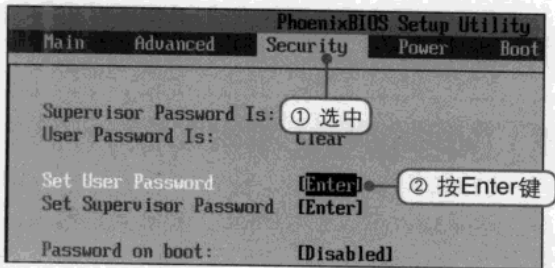 PhoenixBIOS Setup Utility
Main Advanced Security Power Boot
Supervisor Password Is:
① 选中
User Password Is: Clear
Set User Password [Enter]
② 按Enter键
Set Supervisor Password [Enter]
Password on boot: [Disabled]